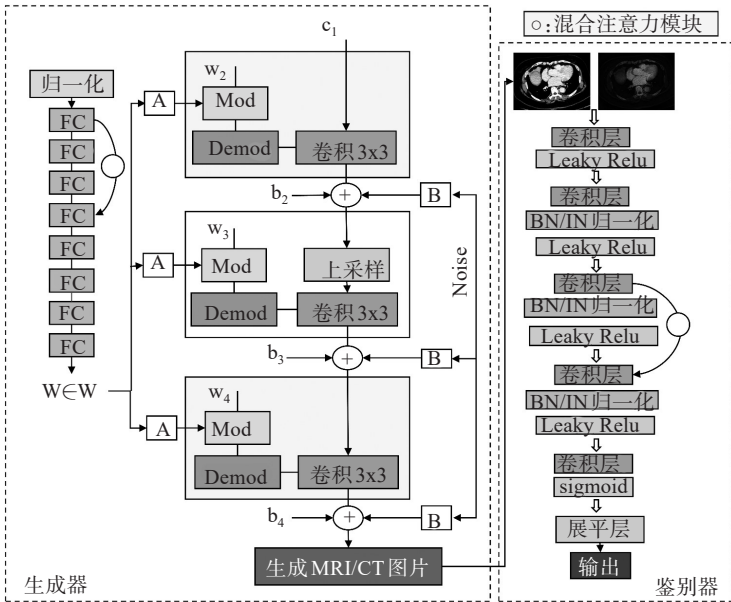 ○:混合注意力模块
归一化
FC
FC
FC
FC
FC
FC
FC
FC
W∈W
A
A
A
c1
w2
Mod
Demod
卷积3x3
b2
+
B
w3
Mod
上采样
Demod
卷积3x3
b3
+
B
Noise
w4
Mod
Demod
卷积3x3
b4
+
B
生成MRI/CT图片
生成器
卷积层
Leaky Relu
卷积层
BN/IN归一化
Leaky Relu
卷积层
BN/IN归一化
Leaky Relu
卷积层
BN/IN归一化
Leaky Relu
卷积层
sigmoid
展平层
输出
鉴别器